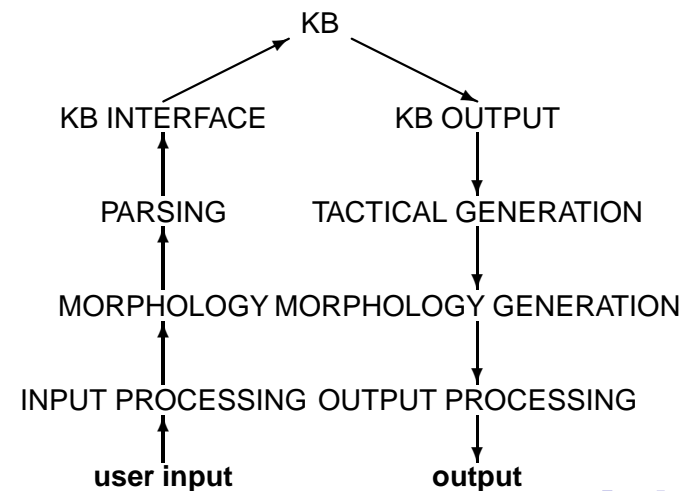 KB
KB INTERFACE KB OUTPUT
PARSING TACTICAL GENERATION
MORPHOLOGY MORPHOLOGY GENERATION
INPUT PROCESSING OUTPUT PROCESSING
user input output